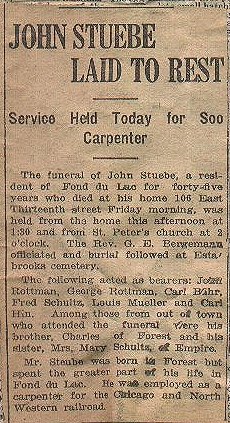 JOHN STUEBE
LAID TO REST
Service Held Today for Soo
Carpenter
The funeral of John Stuebe, a resi-
dent of Fond du Lac for forty-five
years who died at his home 106 East
Thirteenth street Friday morning, was
held from the home this afternoon at
1:30 and from St. Peter's church at 2
o'clock. The Rev. G. E. Bergemann
officiated and burial followed at Esta-
brooks cemetery.
The following acted as bearers: John
Rottman, George Rottman, Carl Bahr,
Fred Schultz, Louis Mueller and Carl
Hin. Among those from out of town
who attended the funeral were his
brother, Charles of Forest and his
sister, Mrs. Mary Schultz, of Empire.
Mr. Steube was born in Forest but
spent the greater part of his life in
Fond du Lac. He was employed as a
carpenter for the Chicago and North
Western railroad.